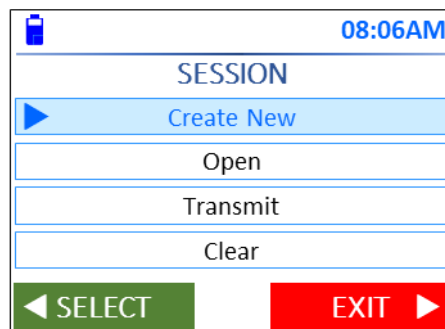 08:06AM
SESSION
Create New
Open
Transmit
Clear
SELECT EXIT